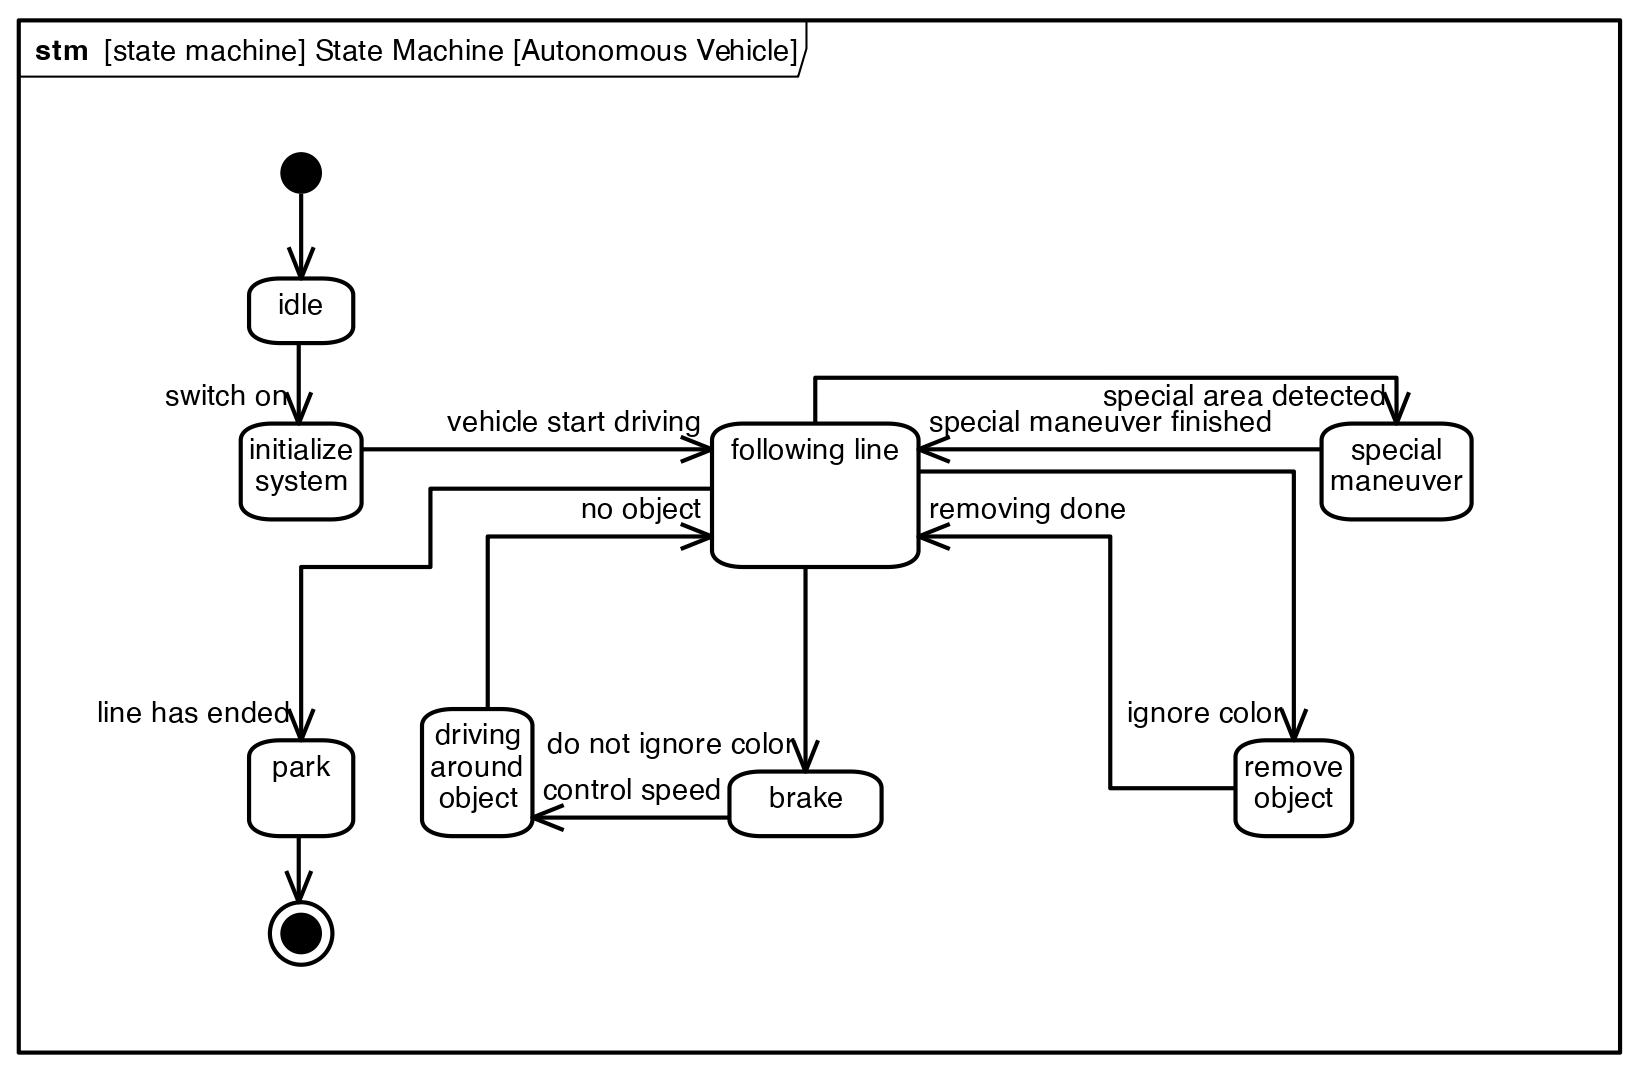 stm [state machine] State Machine [Autonomous Vehicle]
idle
switch on
initialize
system
vehicle start driving
following line
special area detected
special maneuver finished
special
maneuver
no object
removing done
line has ended
park
driving
around
object
do not ignore color
control speed
brake
ignore color
remove
object